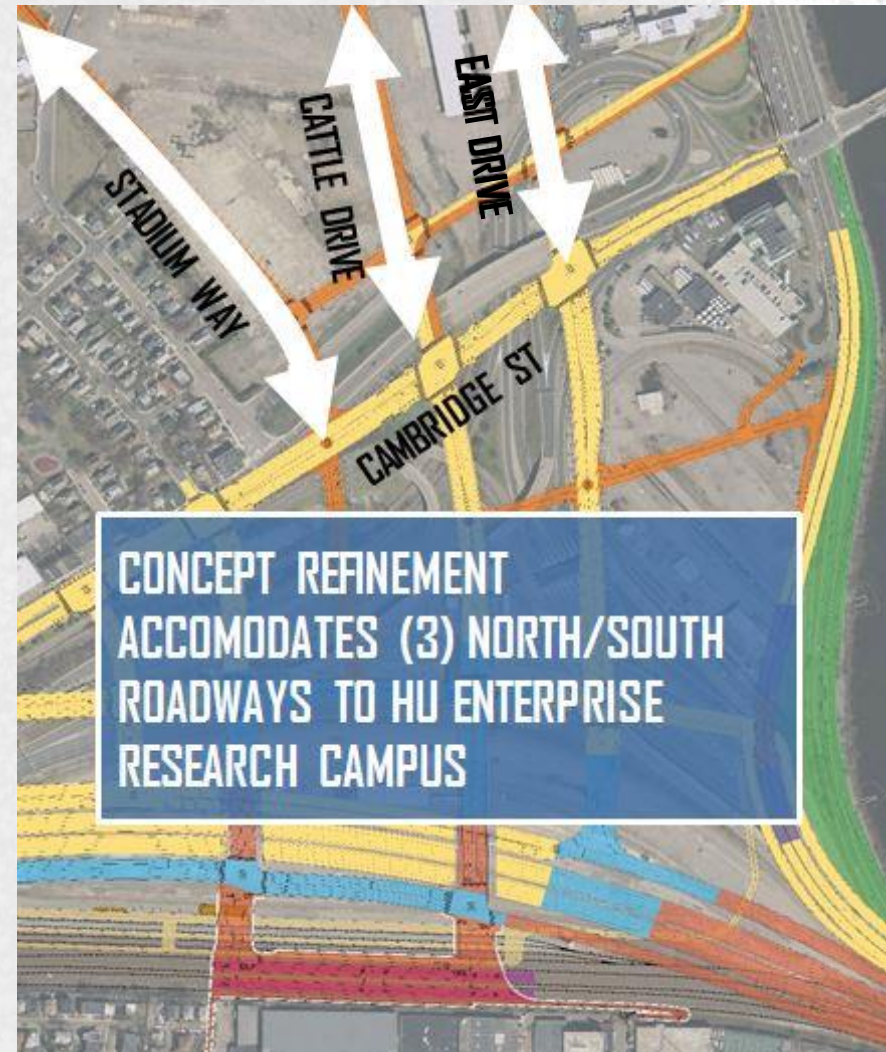 EASST DRIVE
CATTLE DRIVE
STADIUM WAY
CAMBRIDGE ST
CONCEPT REFINEMENT
ACCOMODATES (3) NORTH/SOUTH
ROADWAYS TO HU ENTERPRISE
RESEARCH CAMPUS